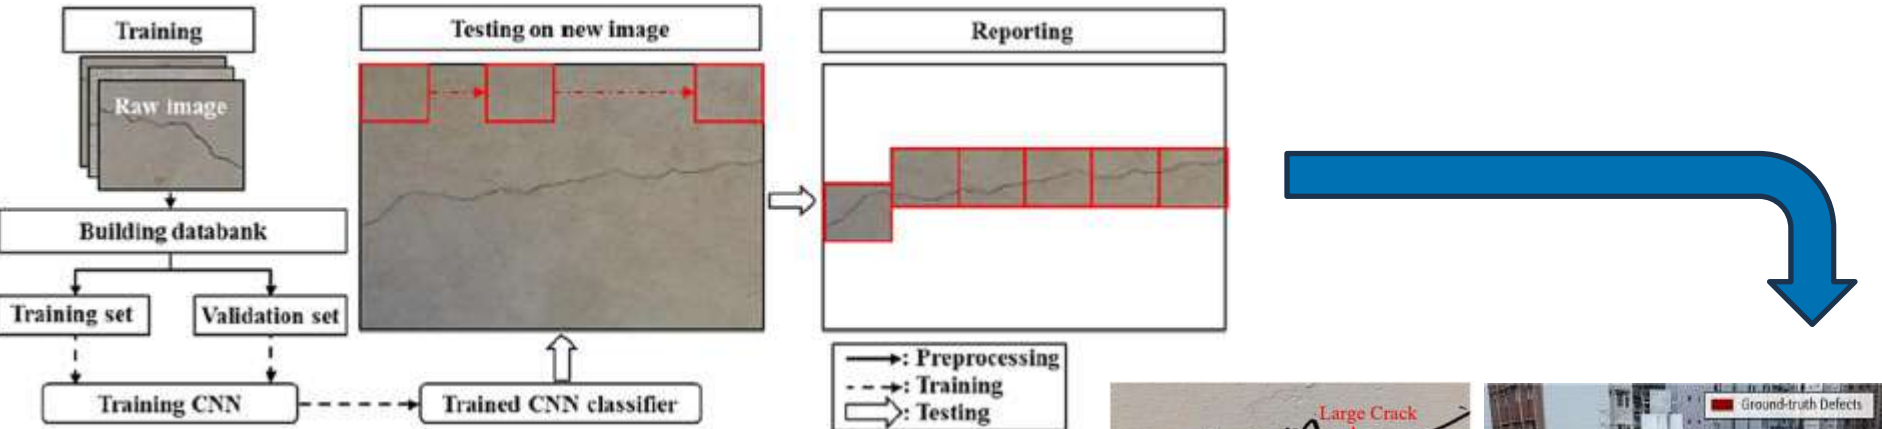 Training
Raw image
Building databank
Training set
Validation set
Training CNN
Testing on new image
Trained CNN classifier
Reporting
: Preprocessing
: Training
: Testing
Large Crack
Ground-truth Defects